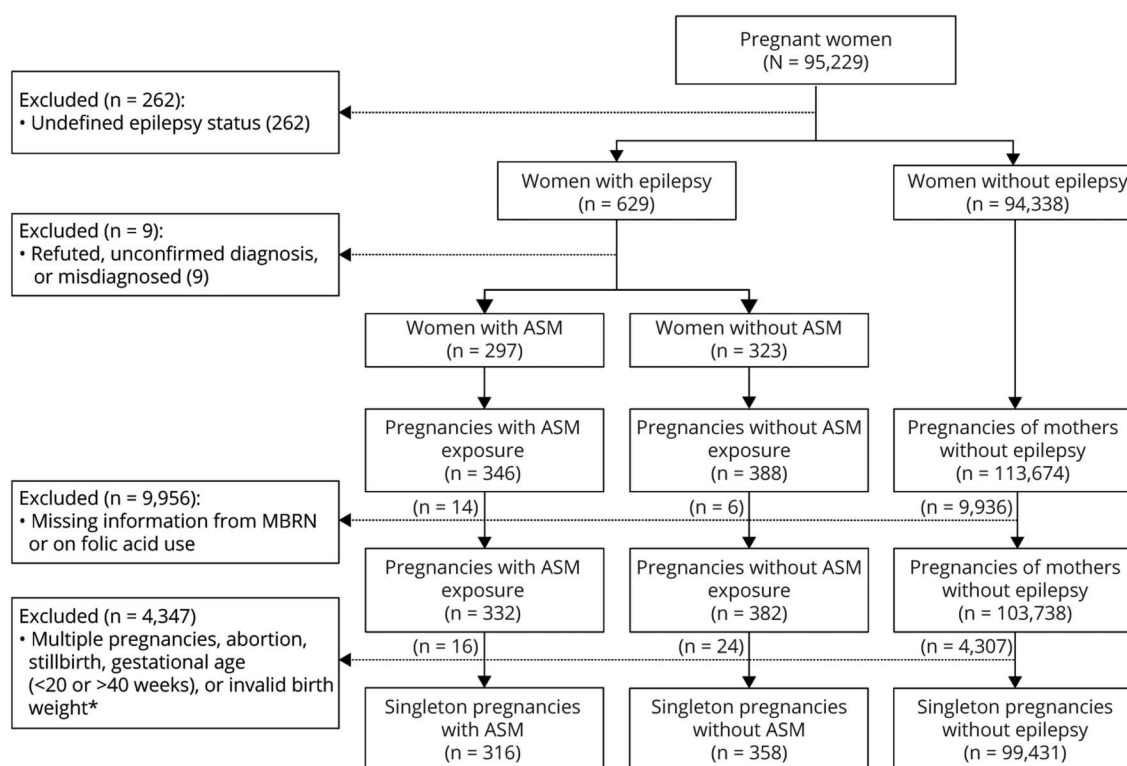 Pregnant women
(N = 95,229)
Excluded (n = 262):
• Undefined epilepsy status (262)
Women with epilepsy
(n = 629)
Women without epilepsy
(n = 94,338)
Excluded (n = 9):
• Refuted, unconfirmed diagnosis,
or misdiagnosed (9)
Women with ASM
(n = 297)
Women without ASM
(n = 323)
Pregnancies with ASM
exposure
(n = 346)
Pregnancies without ASM
exposure
(n = 388)
Pregnancies of mothers
without epilepsy
(n = 113,674)
Excluded (n = 9,956):
• Missing information from MBRN
or on folic acid use
(n = 14)
(n = 6)
(n = 9,936)
Pregnancies with ASM
exposure
(n = 332)
Pregnancies without ASM
exposure
(n = 382)
Pregnancies of mothers
without epilepsy
(n = 103,738)
Excluded (n = 4,347)
• Multiple pregnancies, abortion,
stillbirth, gestational age
(<20 or >40 weeks), or invalid birth
weight*
(n = 16)
(n = 24)
(n = 4,307)
Singleton pregnancies
with ASM
(n = 316)
Singleton pregnancies
without ASM
(n = 358)
Singleton pregnancies
without epilepsy
(n = 99,431)